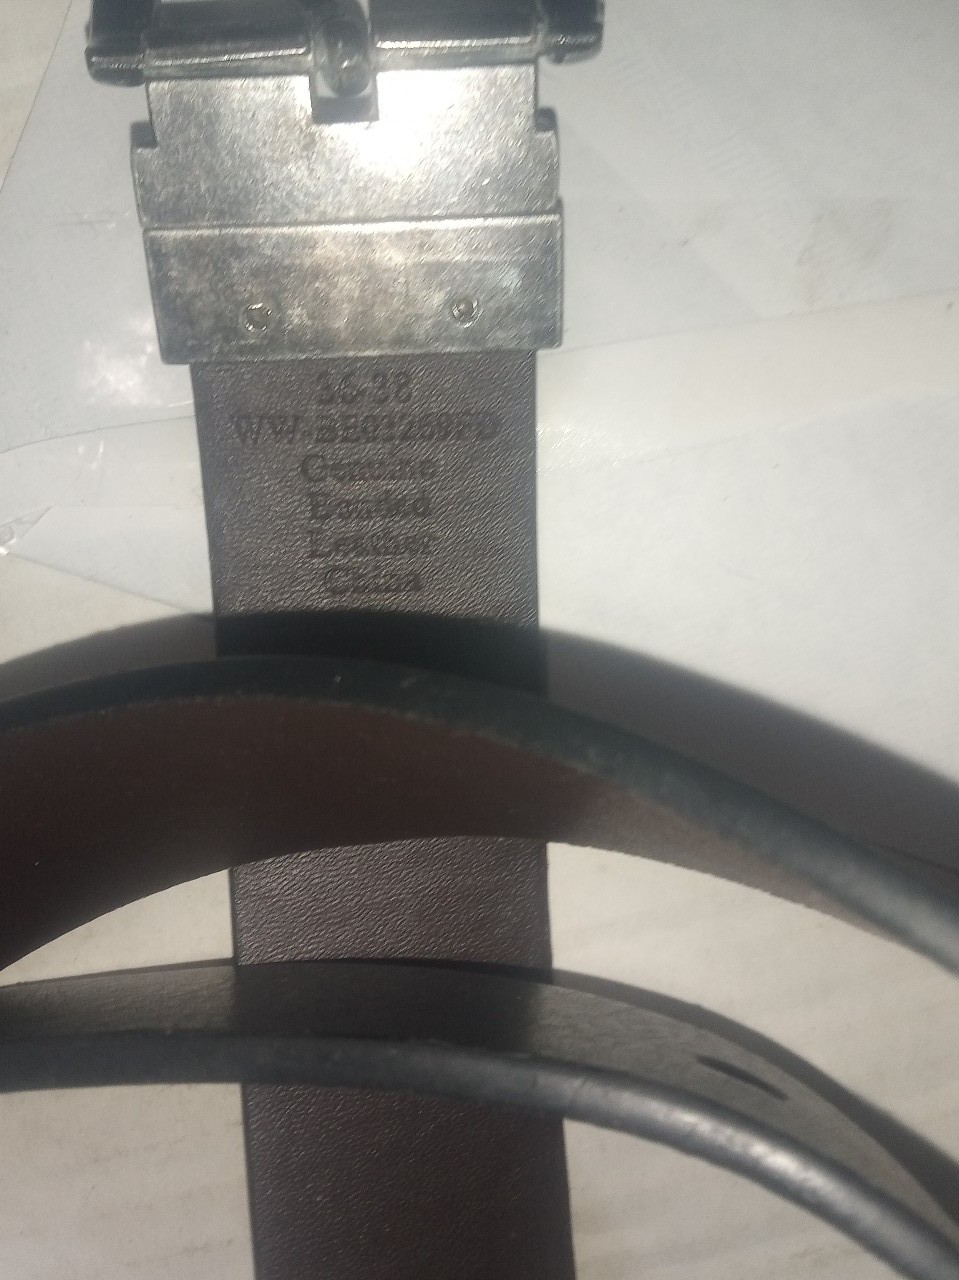 36-38
Genuine
Bonded
Leather
China